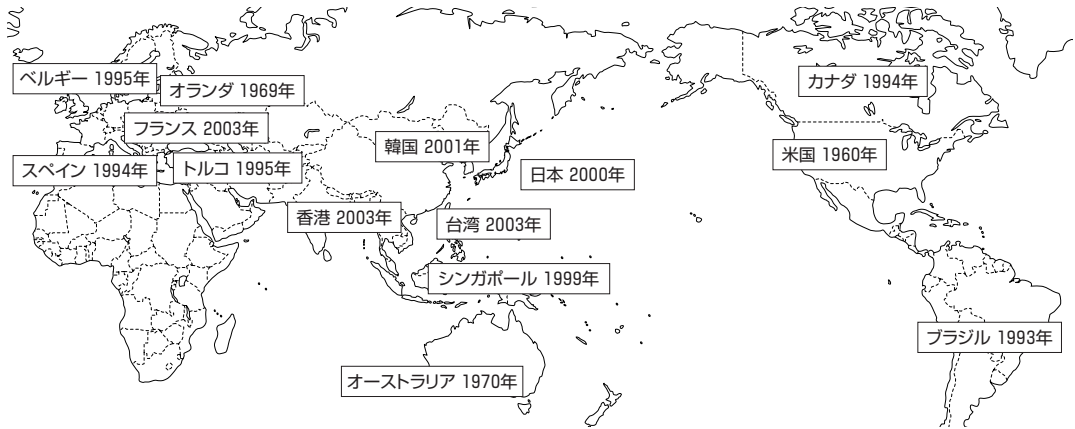 ベルギー 1995年
オランダ 1969年
カナダ 1994年
フランス 2003年
韓国 2001年
米国 1960年
スペイン 1994年
トルコ 1995年
日本 2000年
香港 2003年
台湾 2003年
シンガポール 1999年
ブラジル 1993年
オーストラリア 1970年